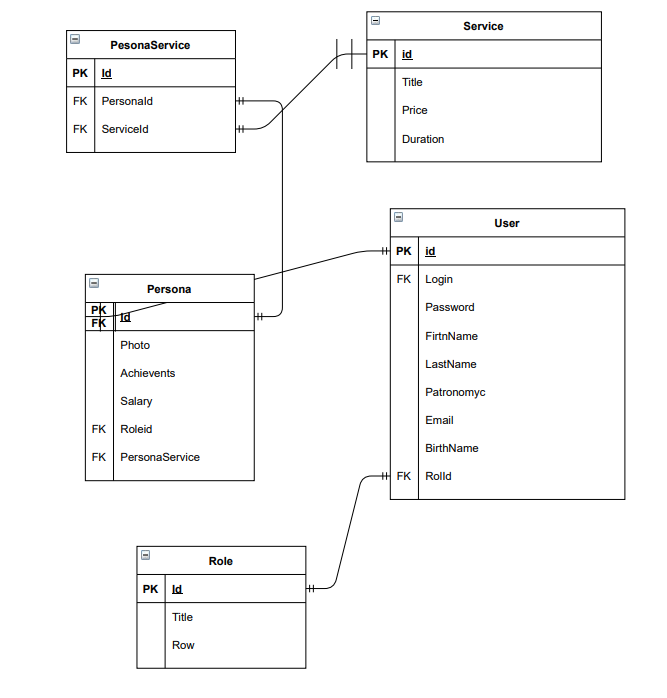 PesonaService
PK Id
FK PersonaId
FK ServiceId
Service
PK id
Title
Price
Duration
User
PK id
FK Login
Password
FirtnName
LastName
Patronomyc
Email
BirthName
FK RolId
Persona
PK
FK Id
Photo
Achievents
Salary
FK Roleid
FK PersonaService
Role
PK Id
Title
Row